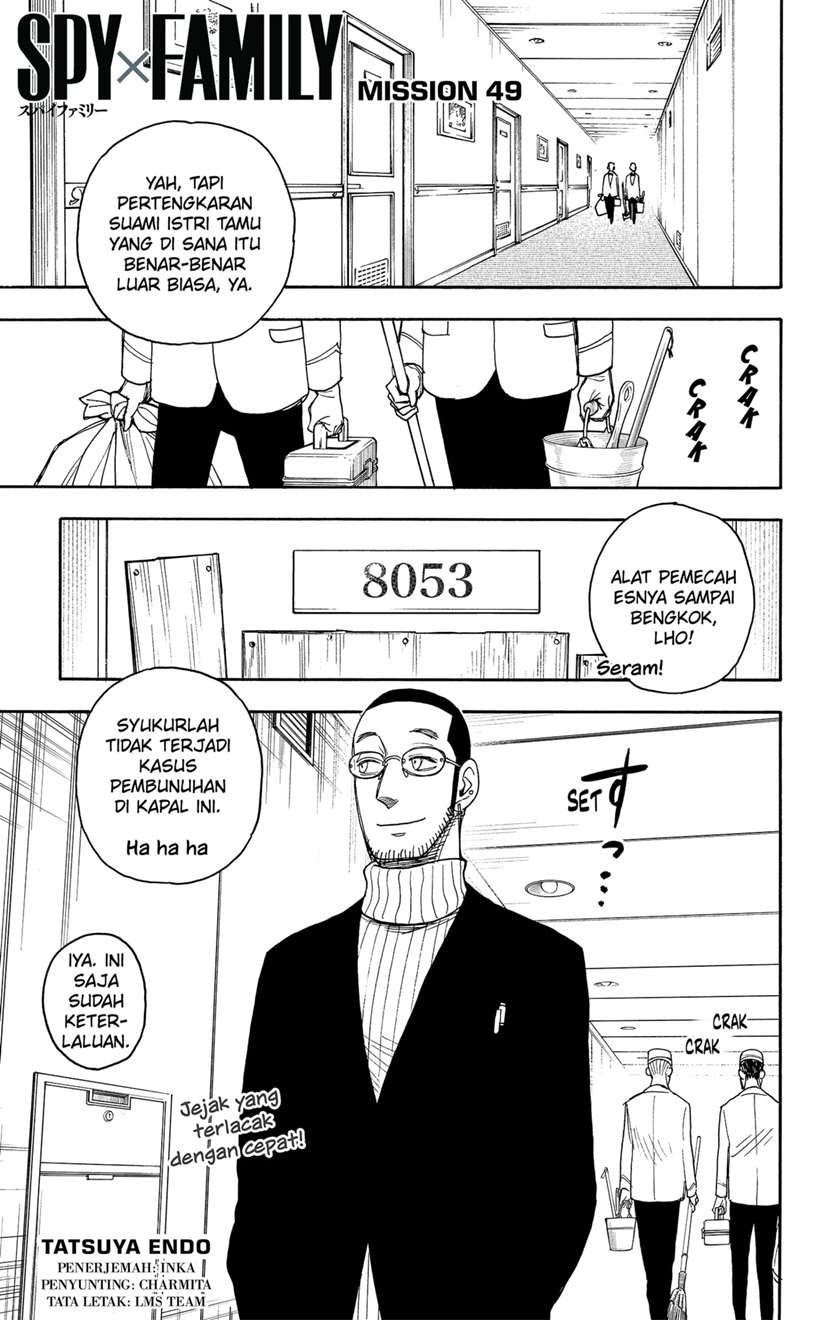 SPY×FAMILY
スパイファミリー
MISSION 49
YAH, TAPI
PERTENGKARAN
SUAMI ISTRI TAMU
YANG DI SANA ITU
BENAR-BENAR
LUAR BIASA, YA.
CRAK
CRAK
8053
ALAT PEMECAH
ESNYA SAMPAI
BENGKOK,
LHO!
Seram!
SYUKURLAH
TIDAK TERJADI
KASUS
PEMBUNUHAN
DI KAPAL INI.
Ha ha ha
SET
すっ…
IYA. INI
SAJA
SUDAH
KETER-
LALUAN.
CRAK
CRAK
Jejak yang
terlacak
dengan cepat!
TATSUYA ENDO
PENERJEMAH: INKA
PENYUNTING: CHARMITA
TATA LETAK: LMS TEAM